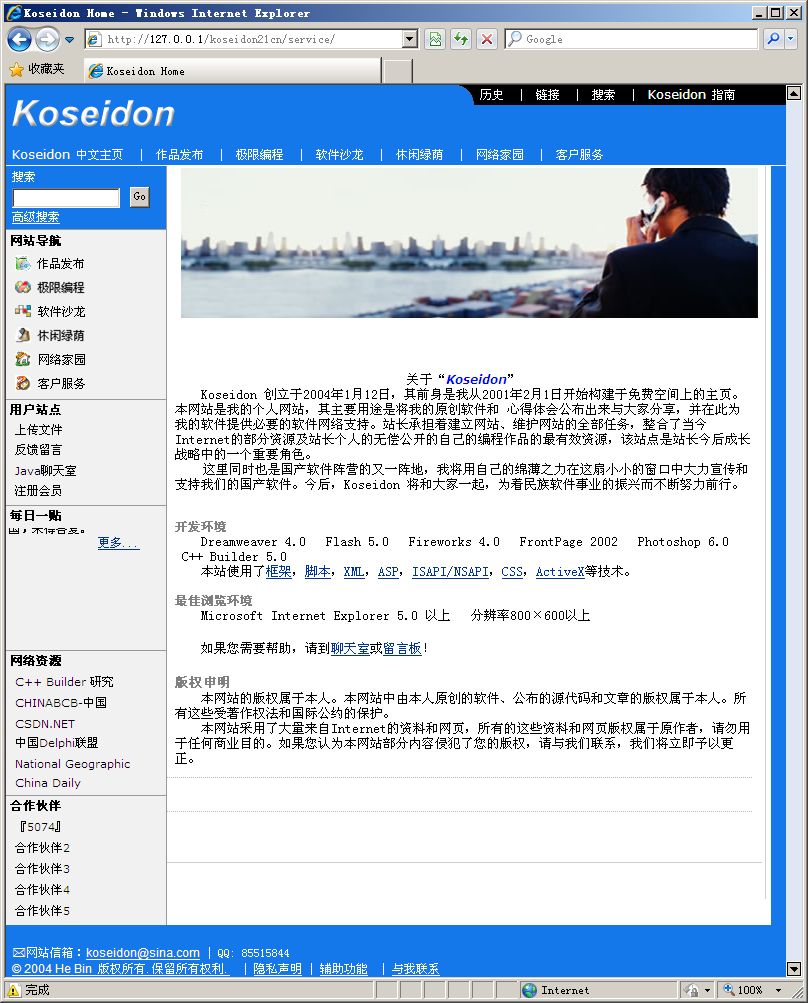 Koseidon Home - Windows Internet Explorer
http://127.0.0.1/koseidon21cn/service/
Google
收藏夹
Koseidon Home
历史 | 链接 | 搜索 | Koseidon 指南
Koseidon
Koseidon 中文主页 | 作品发布 | 极限编程 | 软件沙龙 | 休闲绿荫 | 网络家园 | 客户服务
搜索
Go
高级搜索
网站导航
作品发布
极限编程
软件沙龙
休闲绿荫
网络家园
客户服务
用户站点
上传文件
反馈留言
Java聊天室
注册会员
每日一贴
更多...
网络资源
C++ Builder 研究
CHINABCB-中国
CSDN.NET
中国Delphi联盟
National Geographic
China Daily
合作伙伴
『5074』
合作伙伴2
合作伙伴3
合作伙伴4
合作伙伴5
关于“Koseidon”
Koseidon 创立于2004年1月12日，其前身是我从2001年2月1日开始构建于免费空间上的主页。
本网站是我的个人网站，其主要用途是将我的原创软件和 心得体会公布出来与大家分享，并在此为
我的软件提供必要的软件网络支持。站长承担着建立网站、维护网站的全部任务，整合了当今
Internet的部分资源及站长个人的无偿公开的自己的编程作品的最有效资源，该站点是站长今后成长
战略中的一个重要角色。
这里同时也是国产软件阵营的又一阵地，我将用自己的绵薄之力在这扇小小的窗口中大力宣传和
支持我们的国产软件。今后，Koseidon 将和大家一起，为着民族软件事业的振兴而不断努力前行。
开发环境
Dreamweaver 4.0 Flash 5.0 Fireworks 4.0 FrontPage 2002 Photoshop 6.0
C++ Builder 5.0
本站使用了框架，脚本，XML，ASP，ISAPI/NSAPI，CSS，ActiveX等技术。
最佳浏览环境
Microsoft Internet Explorer 5.0 以上 分辨率800×600以上
如果您需要帮助，请到聊天室或留言板！
版权申明
本网站的版权属于本人。本网站中由本人原创的软件、公布的源代码和文章的版权属于本人。所
有这些受著作权法和国际公约的保护。
本网站采用了大量来自Internet的资料和网页，所有的这些资料和网页版权属于原作者，请勿用
于任何商业目的。如果您认为本网站部分内容侵犯了您的版权，请与我们联系，我们将立即予以更
正。
网站信箱：koseidon@sina.com | QQ: 85515844
© 2004 He Bin 版权所有. 保留所有权利. | 隐私声明 | 辅助功能 | 与我联系
完成
Internet
100%